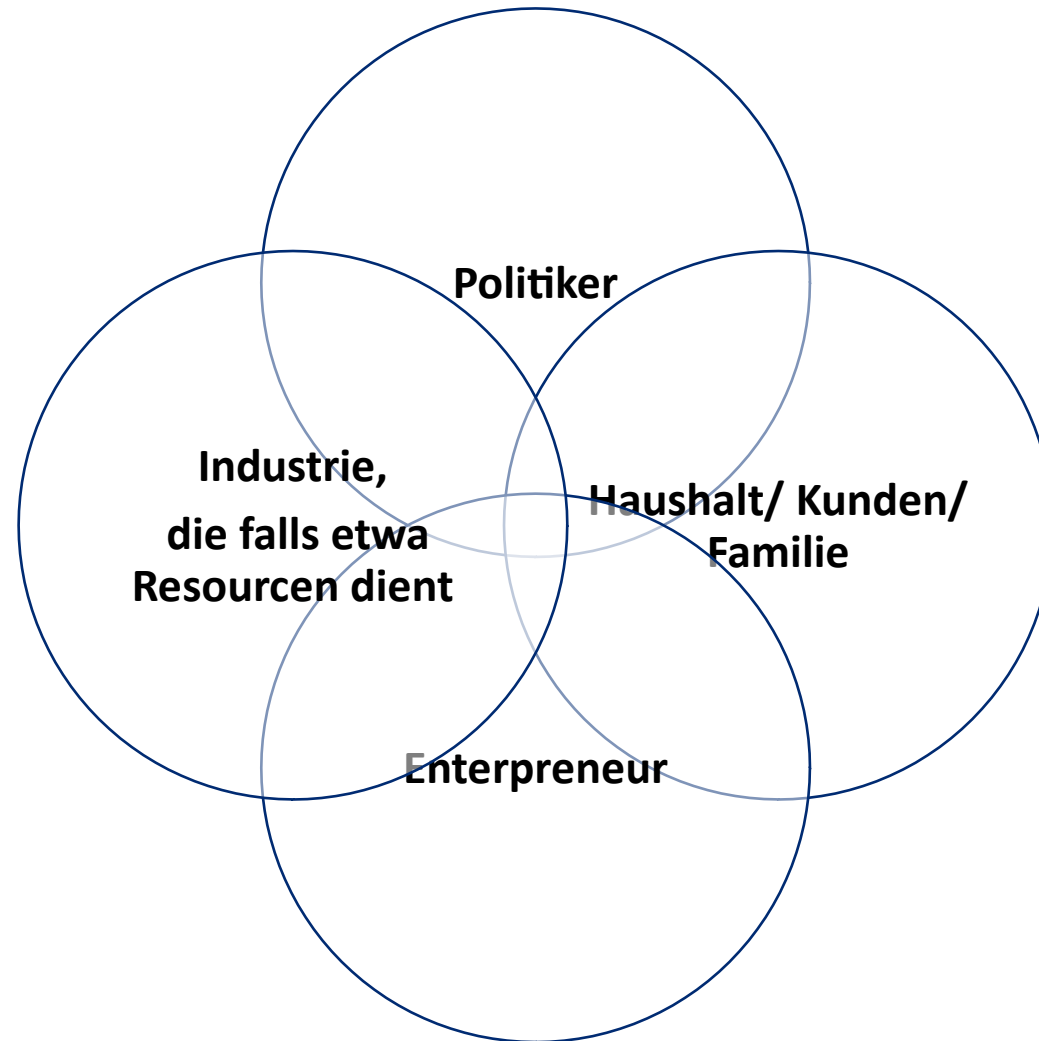 Politiker
Industrie,
die falls etwa
Resourcen dient
Haushalt/ Kunden/
Familie
Enterpreneur